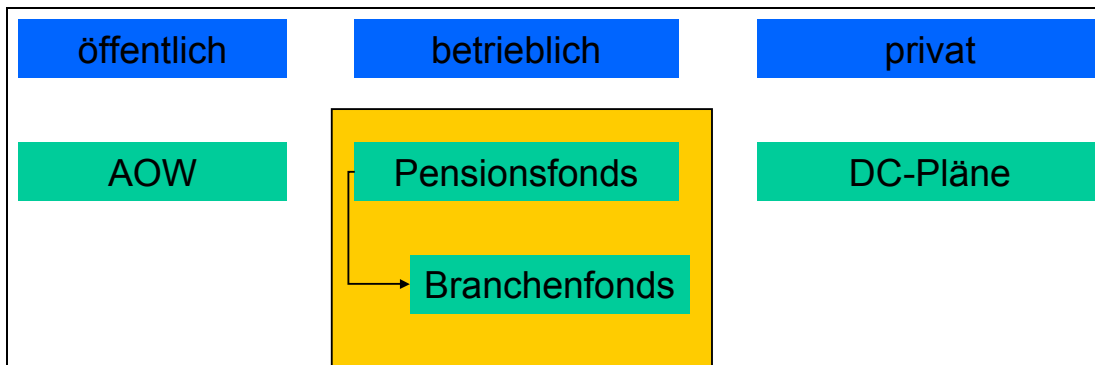 öffentlich
betrieblich
privat
AOW
Pensionsfonds
DC-Pläne
Branchenfonds